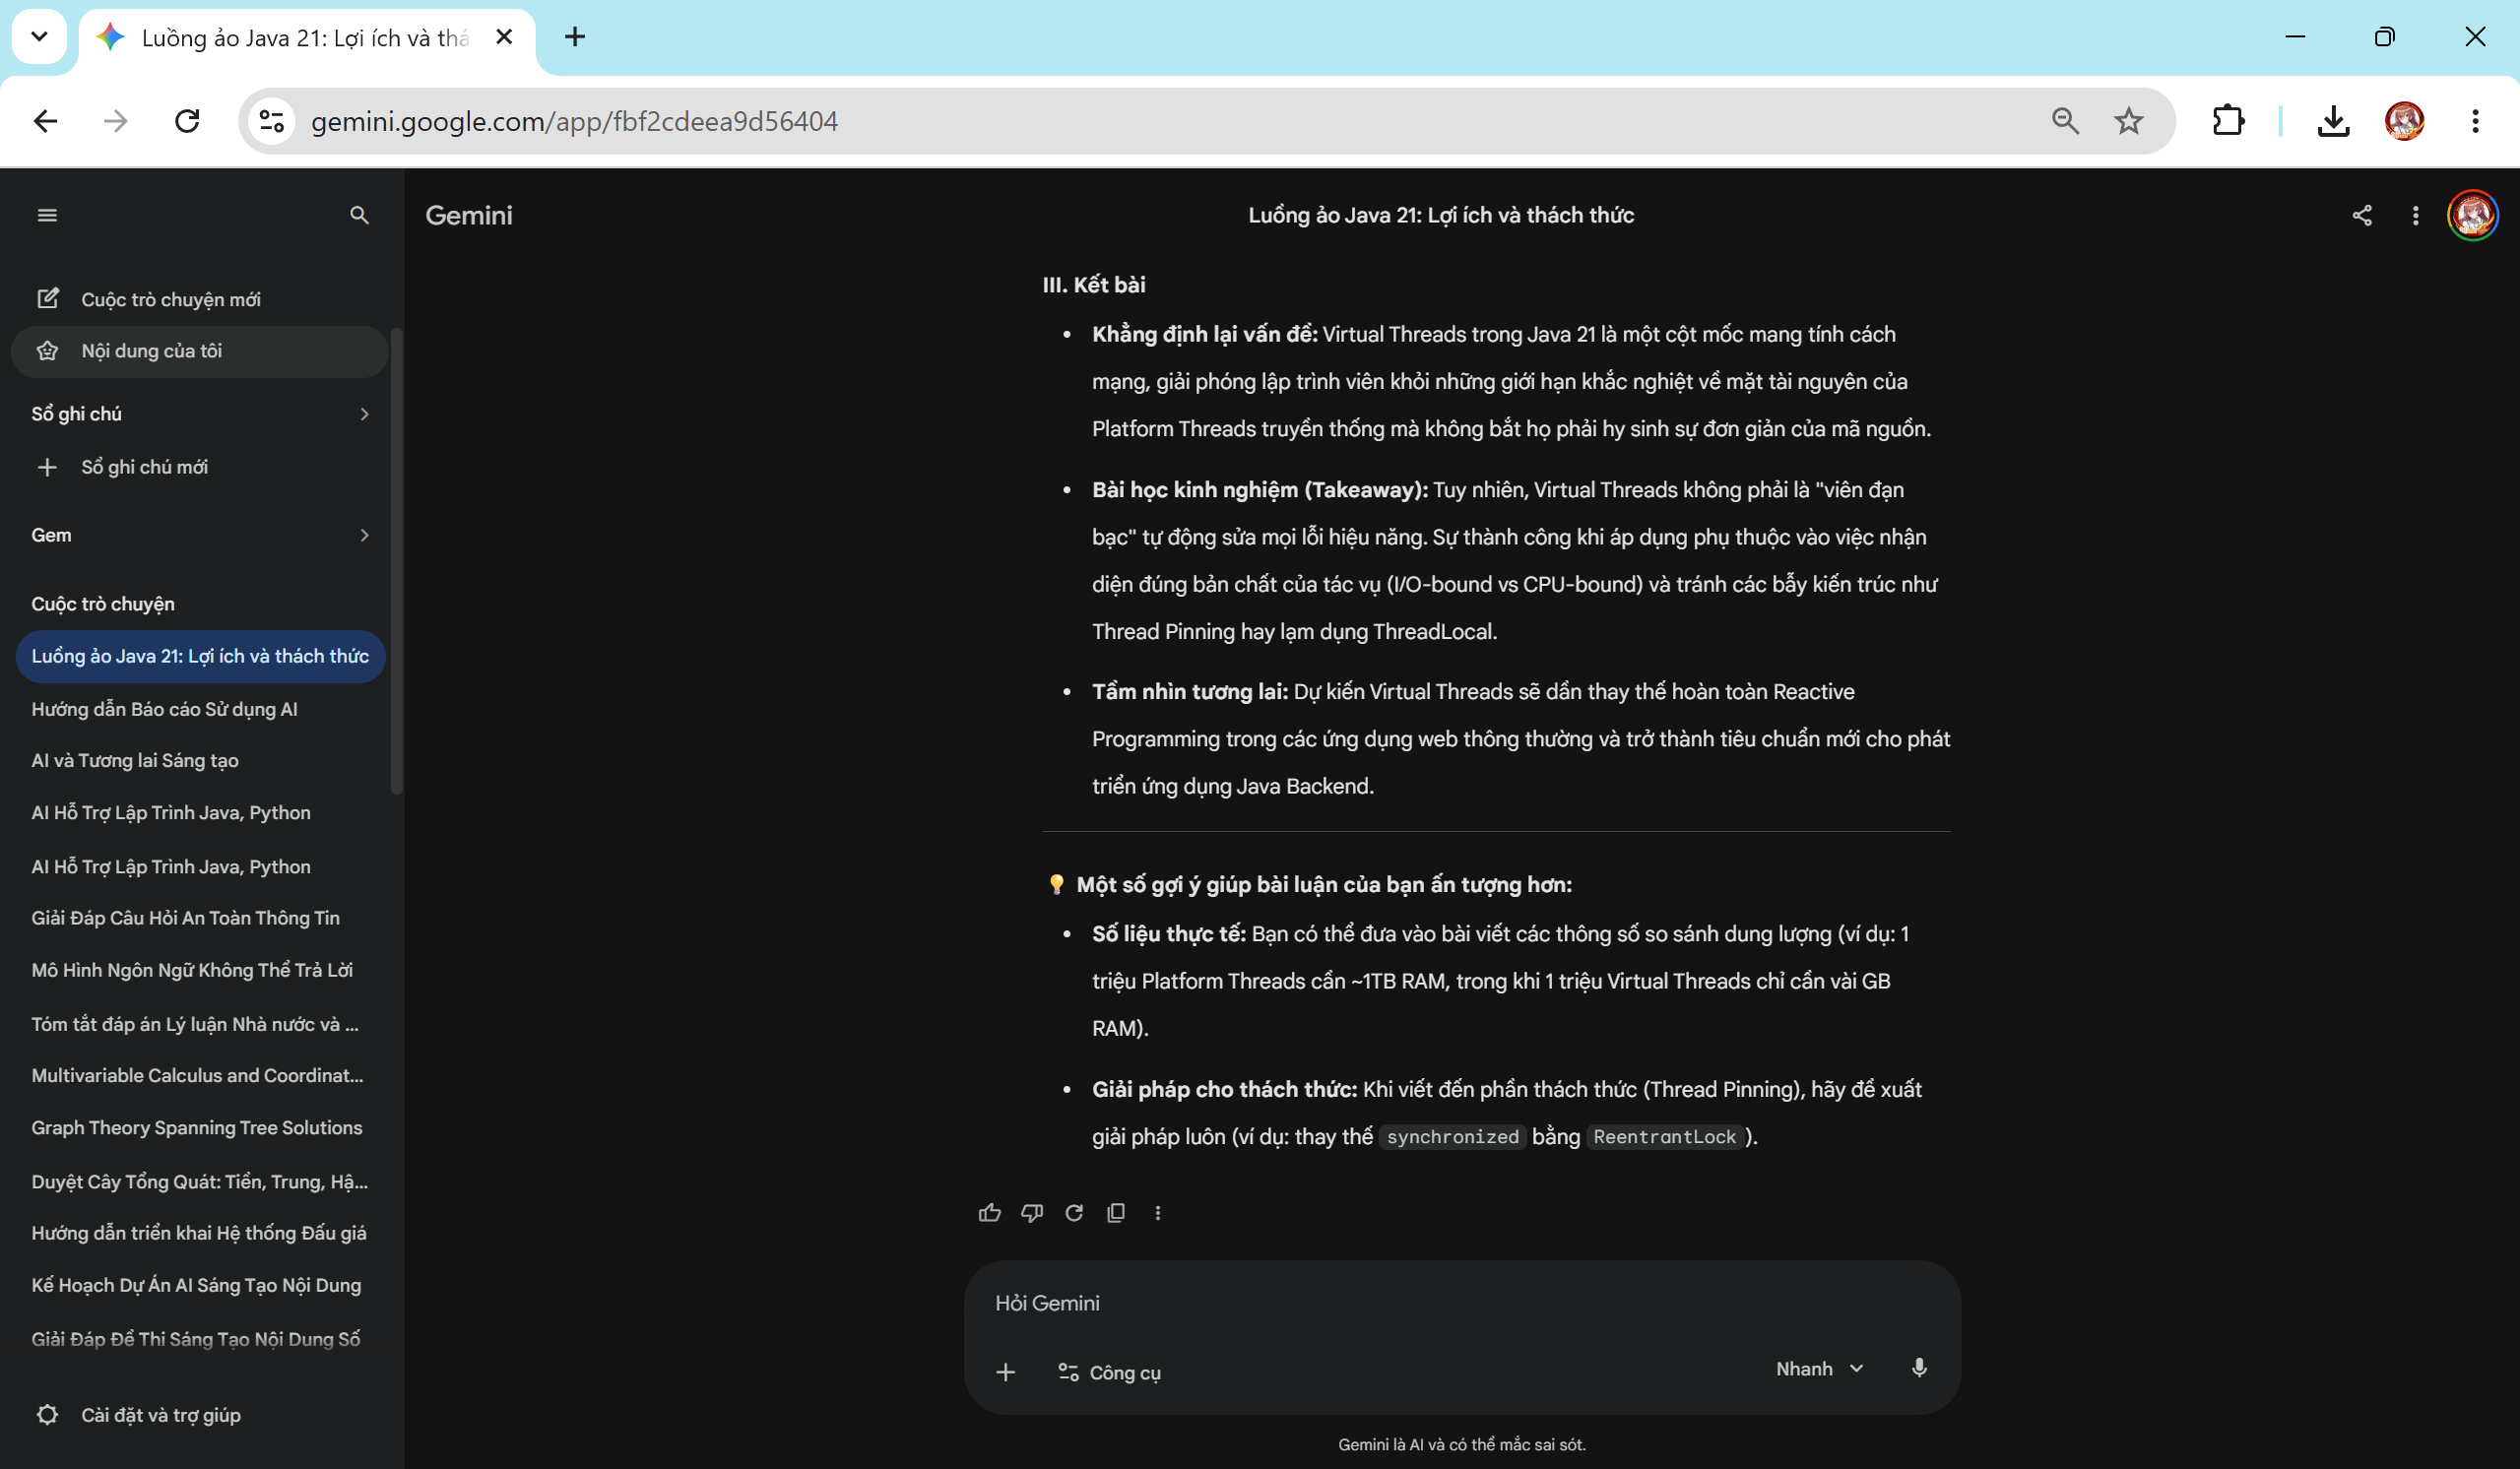 Luồng ảo Java 21: Lợi ích và thá
gemini.google.com/app/fbf2cdeea9d56404
Gemini
Luồng ảo Java 21: Lợi ích và thách thức
Cuộc trò chuyện mới
Nội dung của tôi
Sổ ghi chú
Sổ ghi chú mới
Gem
Cuộc trò chuyện
Luồng ảo Java 21: Lợi ích và thách thức
Hướng dẫn Báo cáo Sử dụng AI
AI và Tương lai Sáng tạo
AI Hỗ Trợ Lập Trình Java, Python
AI Hỗ Trợ Lập Trình Java, Python
Giải Đáp Câu Hỏi An Toàn Thông Tin
Mô Hình Ngôn Ngữ Không Thể Trả Lời
Tóm tắt đáp án Lý luận Nhà nước và ...
Multivariable Calculus and Coordinat...
Graph Theory Spanning Tree Solutions
Duyệt Cây Tổng Quát: Tiền, Trung, Hậ...
Hướng dẫn triển khai Hệ thống Đấu giá
Kế Hoạch Dự Án AI Sáng Tạo Nội Dung
Giải Đáp Đề Thi Sáng Tạo Nội Dung Số
Cài đặt và trợ giúp
III. Kết bài
• Khẳng định lại vấn đề: Virtual Threads trong Java 21 là một cột mốc mang tính cách
mạng, giải phóng lập trình viên khỏi những giới hạn khắc nghiệt về mặt tài nguyên của
Platform Threads truyền thống mà không bắt họ phải hy sinh sự đơn giản của mã nguồn.
• Bài học kinh nghiệm (Takeaway): Tuy nhiên, Virtual Threads không phải là "viên đạn
bạc" tự động sửa mọi lỗi hiệu năng. Sự thành công khi áp dụng phụ thuộc vào việc nhận
diện đúng bản chất của tác vụ (I/O-bound vs CPU-bound) và tránh các bẫy kiến trúc như
Thread Pinning hay lạm dụng ThreadLocal.
• Tầm nhìn tương lai: Dự kiến Virtual Threads sẽ dần thay thế hoàn toàn Reactive
Programming trong các ứng dụng web thông thường và trở thành tiêu chuẩn mới cho phát
triển ứng dụng Java Backend.
💡 Một số gợi ý giúp bài luận của bạn ấn tượng hơn:
• Số liệu thực tế: Bạn có thể đưa vào bài viết các thông số so sánh dung lượng (ví dụ: 1
triệu Platform Threads cần ~1TB RAM, trong khi 1 triệu Virtual Threads chỉ cần vài GB
RAM).
• Giải pháp cho thách thức: Khi viết đến phần thách thức (Thread Pinning), hãy đề xuất
giải pháp luôn (ví dụ: thay thế synchronized bằng ReentrantLock ).
Hỏi Gemini
Công cụ
Nhanh
Gemini là AI và có thể mắc sai sót.